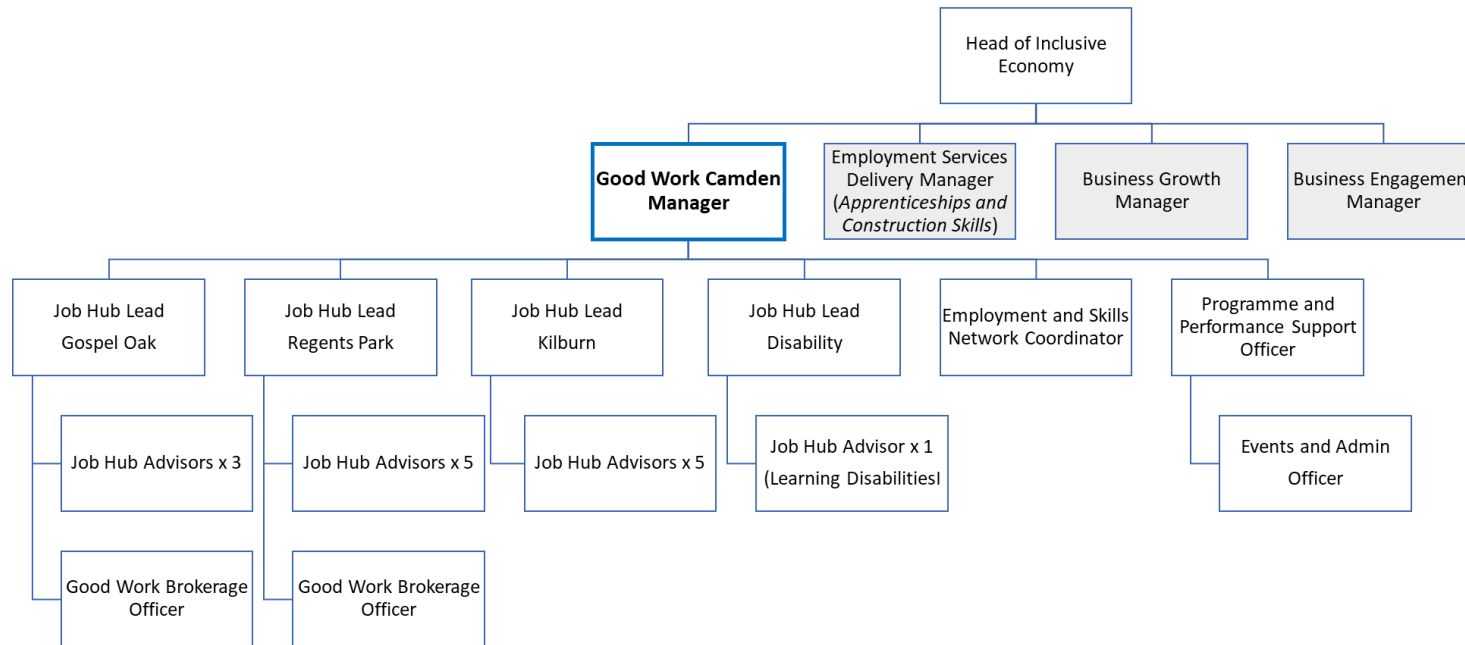 Head of Inclusive
Economy
Good Work Camden
Manager
Employment Services
Delivery Manager
(Apprenticeships and
Construction Skills)
Business Growth
Manager
Business Engagemen
Manager
Job Hub Lead
Gospel Oak
Job Hub Lead
Regents Park
Job Hub Lead
Kilburn
Job Hub Lead
Disability
Employment and Skills
Network Coordinator
Programme and
Performance Support
Officer
Job Hub Advisors x 3
Job Hub Advisors x 5
Job Hub Advisors x 5
Job Hub Advisor x 1
(Learning DisabilitiesI
Events and Admin
Officer
Good Work Brokerage
Officer
Good Work Brokerage
Officer